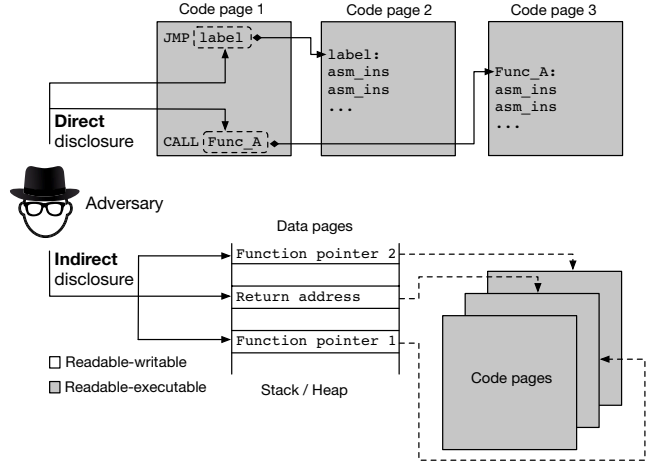 Code page 1
Code page 2
Code page 3
JMP label
label:
asm_ins
asm_ins
...
Func_A:
asm_ins
asm_ins
...
Direct
disclosure
CALL Func_A
Adversary
Data pages
Indirect
disclosure
Function pointer 2
Return address
Function pointer 1
Readable-writable
Readable-executable
Stack / Heap
Code pages